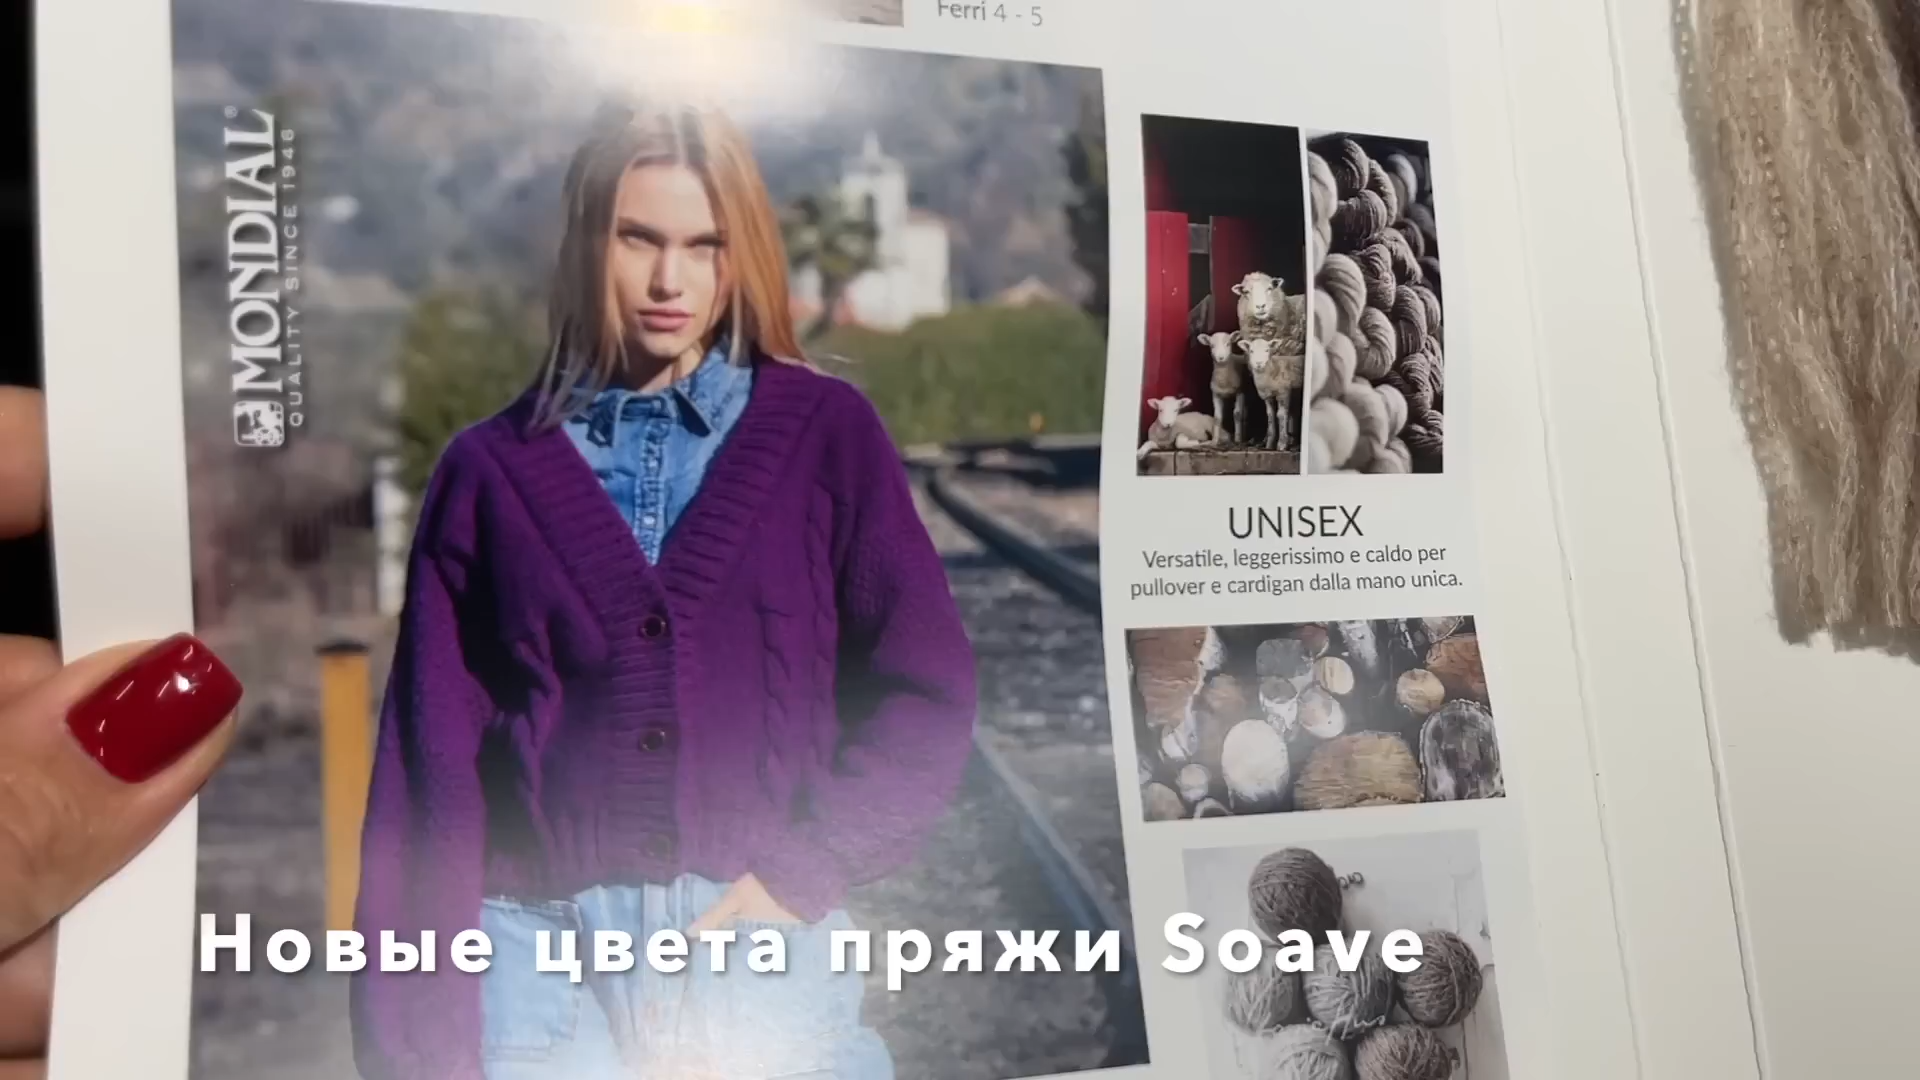 Ferri 4 - 5
MONDIAL®
QUALITY SINCE 1946
UNISEX
Versatile, leggerissimo e caldo per
pullover e cardigan dalla mano unica.
Новые цвета пряжи Soave